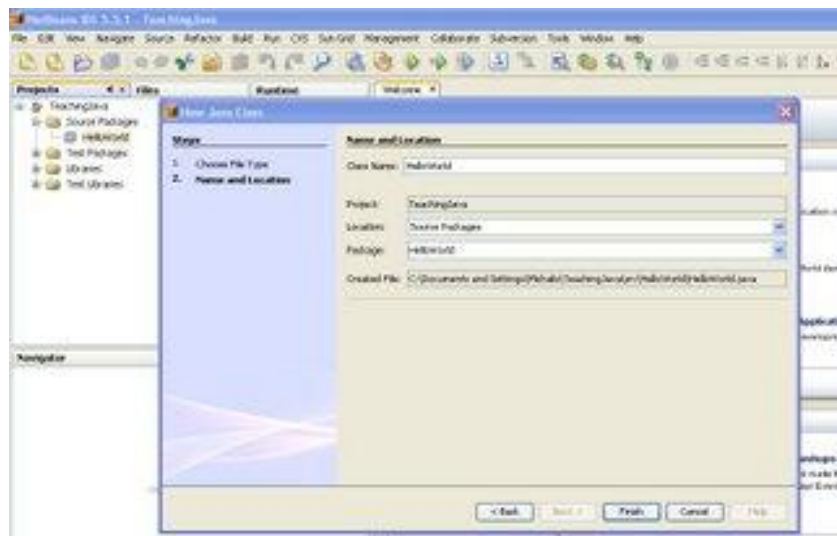 NetBeans IDE 5.5.1 - TeachingJava
File Edit View Navigate Source Refactor Build Run CVS Management Collaborate Subversion Tools Window Help
Projects Files Runtime Welcome
TeachingJava
Source Packages
HelloWorld
Test Packages
Libraries
Test Libraries
Navigator
New Java Class
Steps
1. Choose File Type
2. Name and Location
Name and Location
Class Name: HelloWorld
Project: TeachingJava
Location: Source Packages
Package: HelloWorld
Created File:
< Back Next > Finish Cancel Help